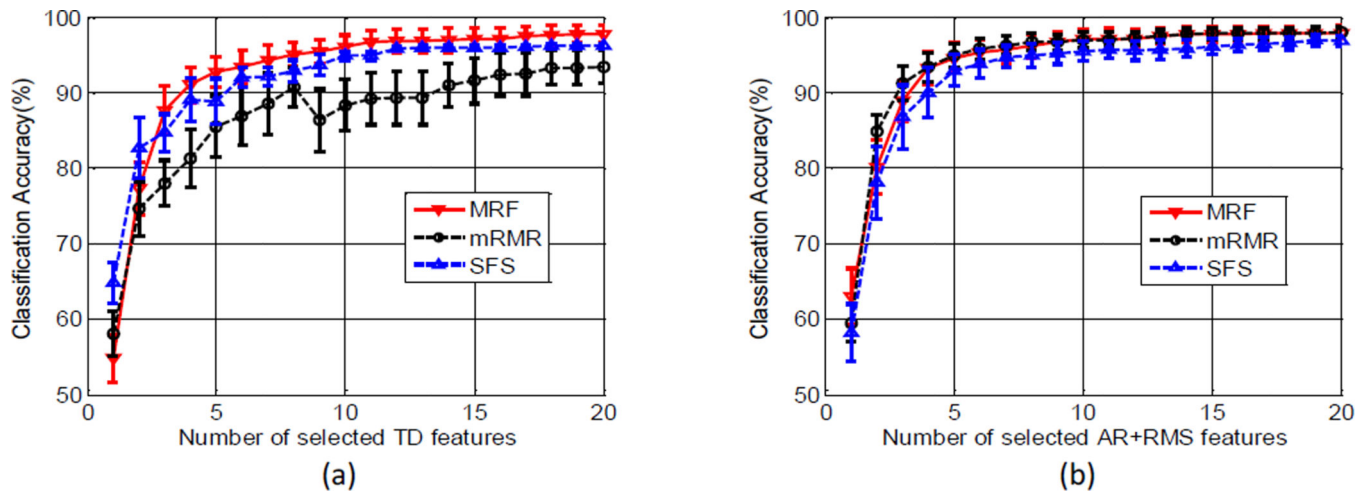 100
90
80
70
60
50
Classification Accuracy(%)
MRF
mRMR
SFS
0 5 10 15 20
Number of selected TD features
(a)
100
90
80
70
60
50
Classification Accuracy(%)
MRF
mRMR
SFS
0 5 10 15 20
Number of selected AR+RMS features
(b)